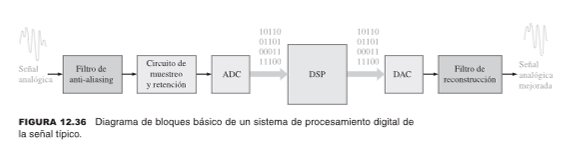 10110
01101
00011
11100
10110
01101
00011
11100
Señal
analógica
Filtro de
anti-aliasing
Circuito de
muestreo
y retención
ADC
DSP
DAC
Filtro de
reconstrucción
Señal
analógica
mejorada
FIGURA 12.36 Diagrama de bloques básico de un sistema de procesamiento digital de
la señal típico.